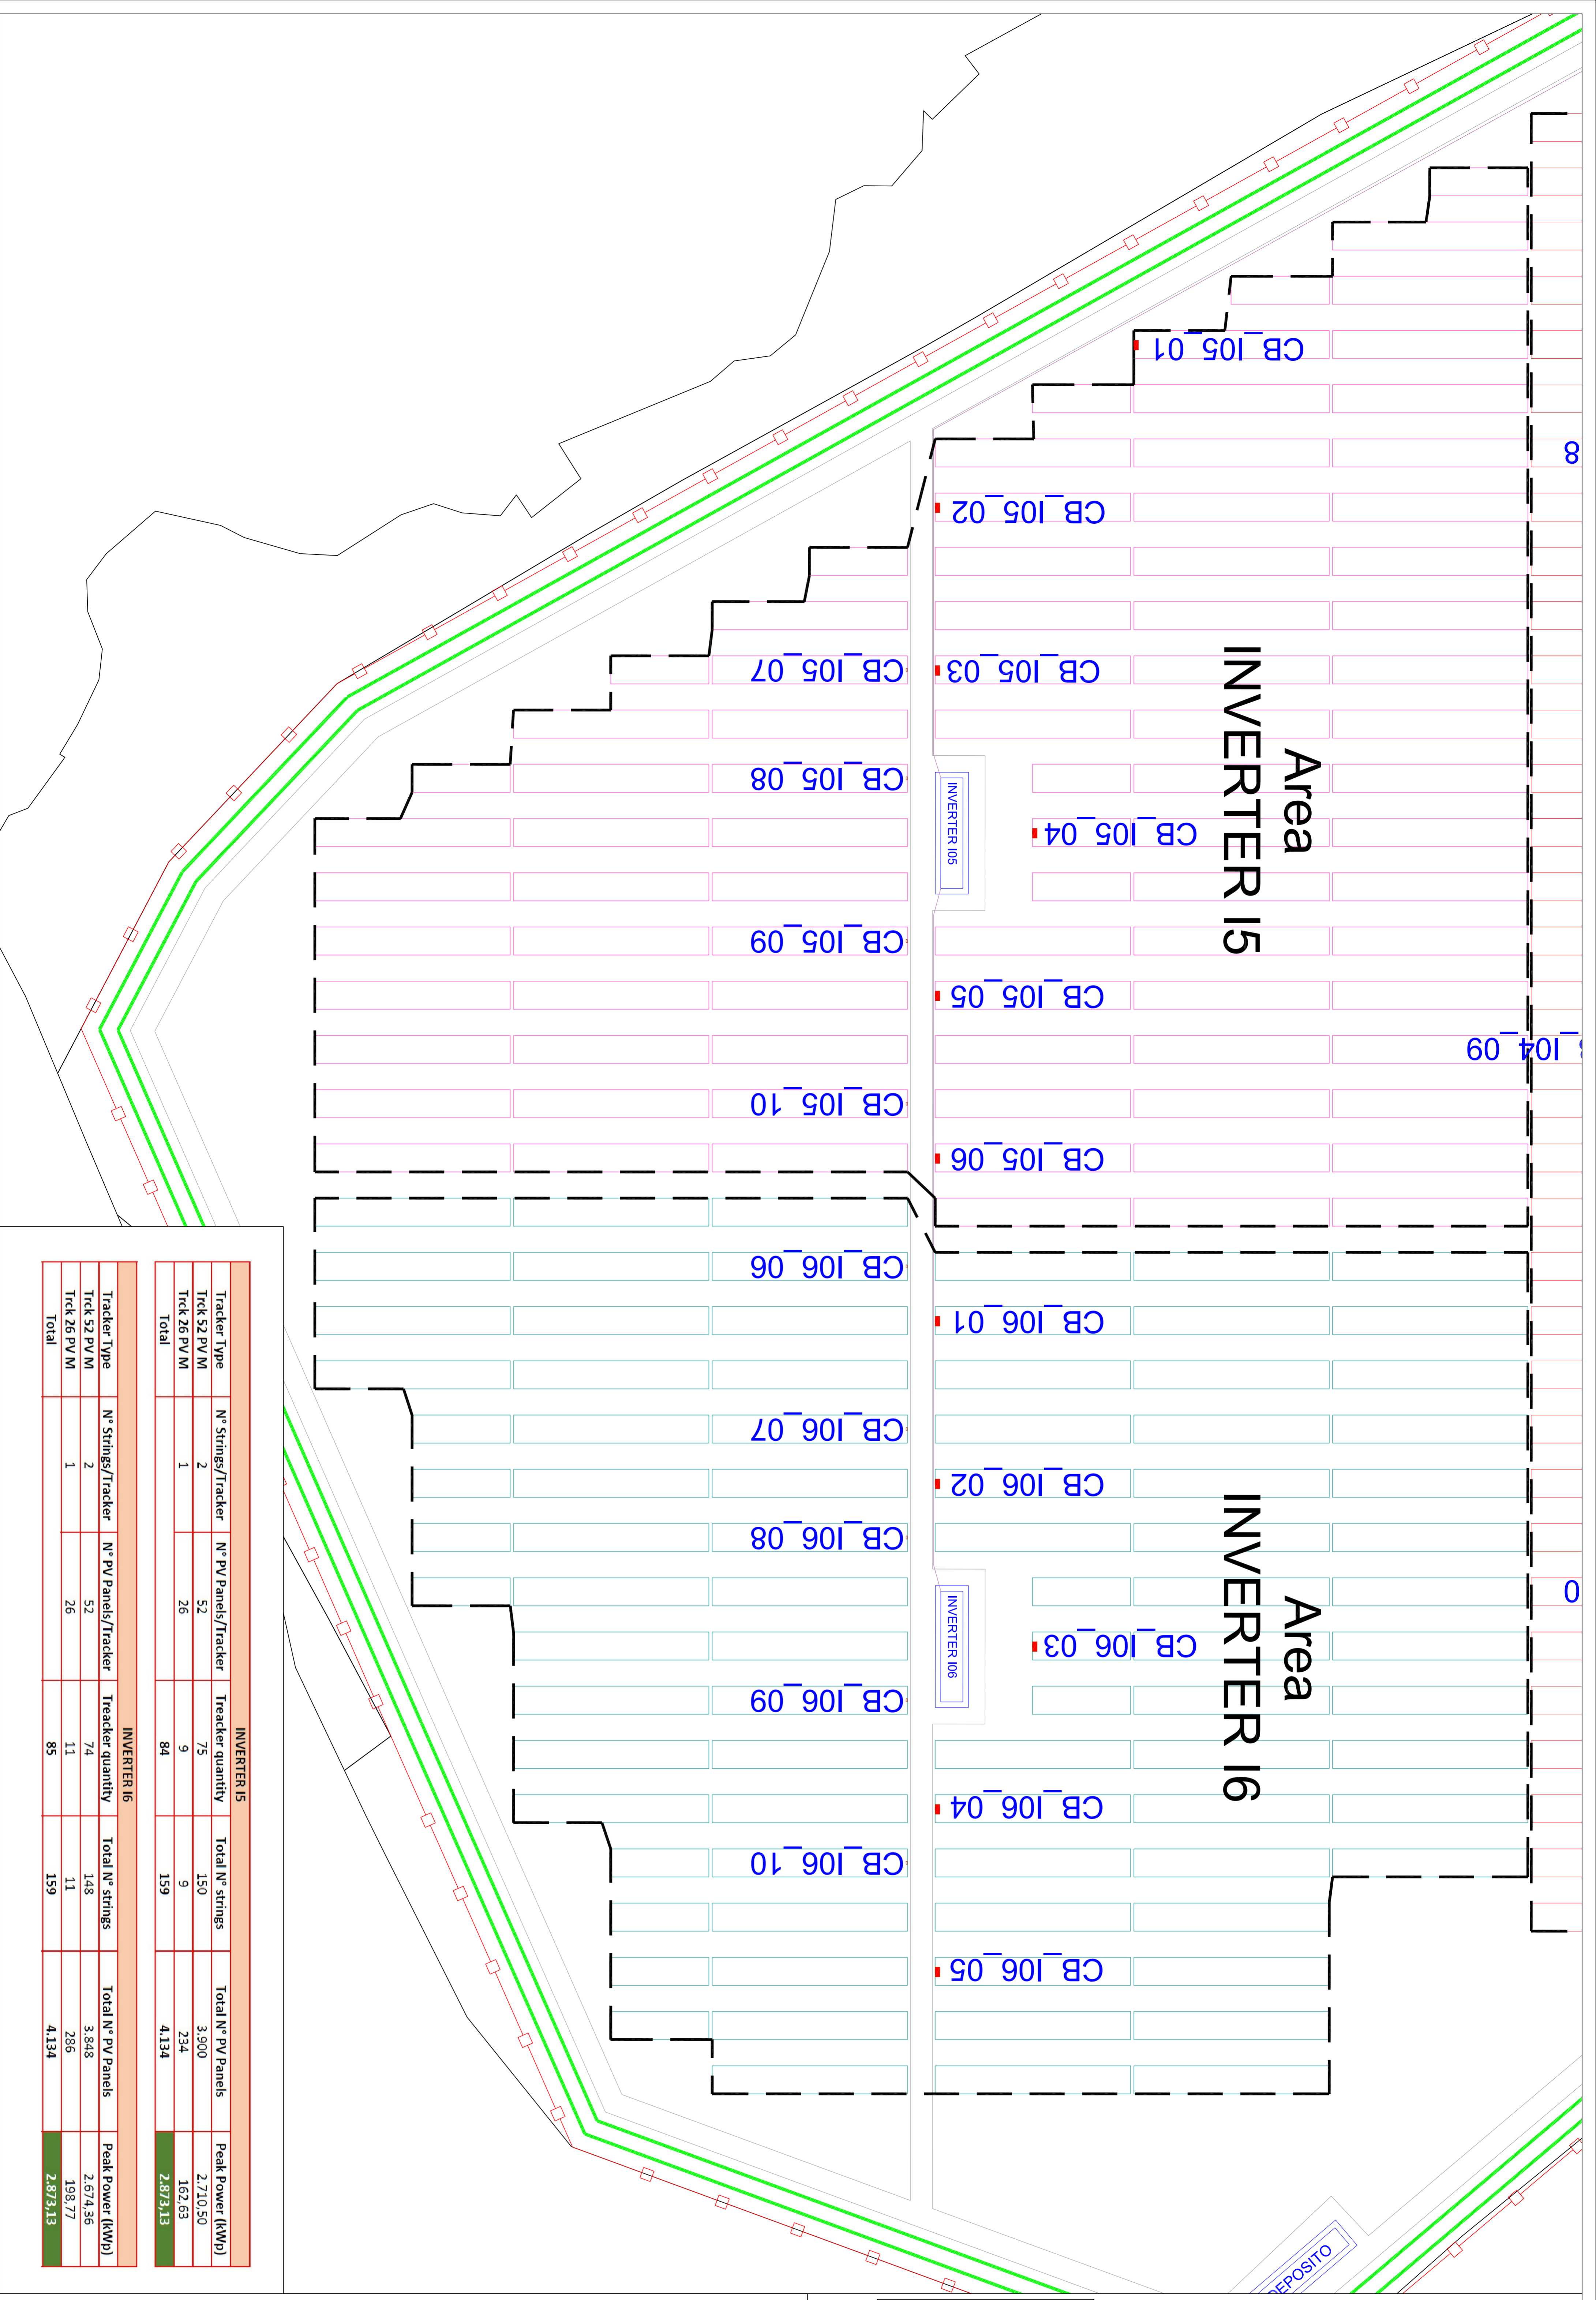 CB_I05_01
8
CB_I05_02
CB_I05_07
CB_I05_03
Area
INVERTER I5
CB_I05_08
INVERTER I05
CB_I05_04
CB_I05_09
CB_I05_05
_I04_09
CB_I05_10
CB_I05_06
CB_I06_06
CB_I06_01
CB_I06_07
CB_I06_02
Area
INVERTER I6
CB_I06_08
0
INVERTER I06
CB_I06_03
CB_I06_09
CB_I06_04
CB_I06_10
CB_I06_05
DEPOSITO
INVERTER I5
Tracker Type N° Strings/Tracker N° PV Panels/Tracker Treacker quantity Total N° strings Total N° PV Panels Peak Power (kWp)
Trck 52 PV M 2 52 75 150 3.900 2.710,50
Trck 26 PV M 1 26 9 9 234 162,63
Total 84 159 4.134 2.873,13
INVERTER I6
Tracker Type N° Strings/Tracker N° PV Panels/Tracker Treacker quantity Total N° strings Total N° PV Panels Peak Power (kWp)
Trck 52 PV M 2 52 74 148 3.848 2.674,36
Trck 26 PV M 1 26 11 11 286 198,77
Total 85 159 4.134 2.873,13